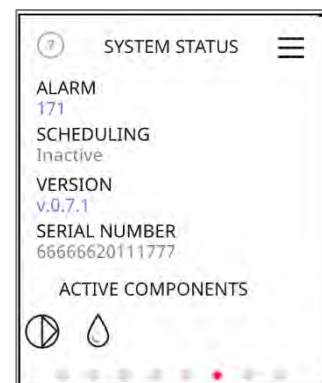 ?
SYSTEM STATUS
ALARM
171
SCHEDULING
Inactive
VERSION
v.0.7.1
SERIAL NUMBER
66666620111777
ACTIVE COMPONENTS